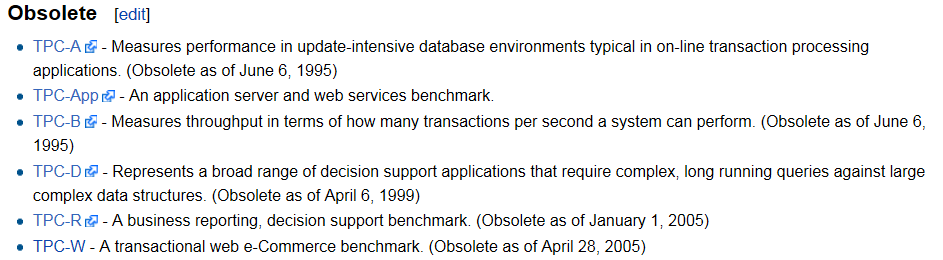 Obsolete [edit]
• TPC-A - Measures performance in update-intensive database environments typical in on-line transaction processing
applications. (Obsolete as of June 6, 1995)
• TPC-App - An application server and web services benchmark.
• TPC-B - Measures throughput in terms of how many transactions per second a system can perform. (Obsolete as of June 6,
1995)
• TPC-D - Represents a broad range of decision support applications that require complex, long running queries against large
complex data structures. (Obsolete as of April 6, 1999)
• TPC-R - A business reporting, decision support benchmark. (Obsolete as of January 1, 2005)
• TPC-W - A transactional web e-Commerce benchmark. (Obsolete as of April 28, 2005)